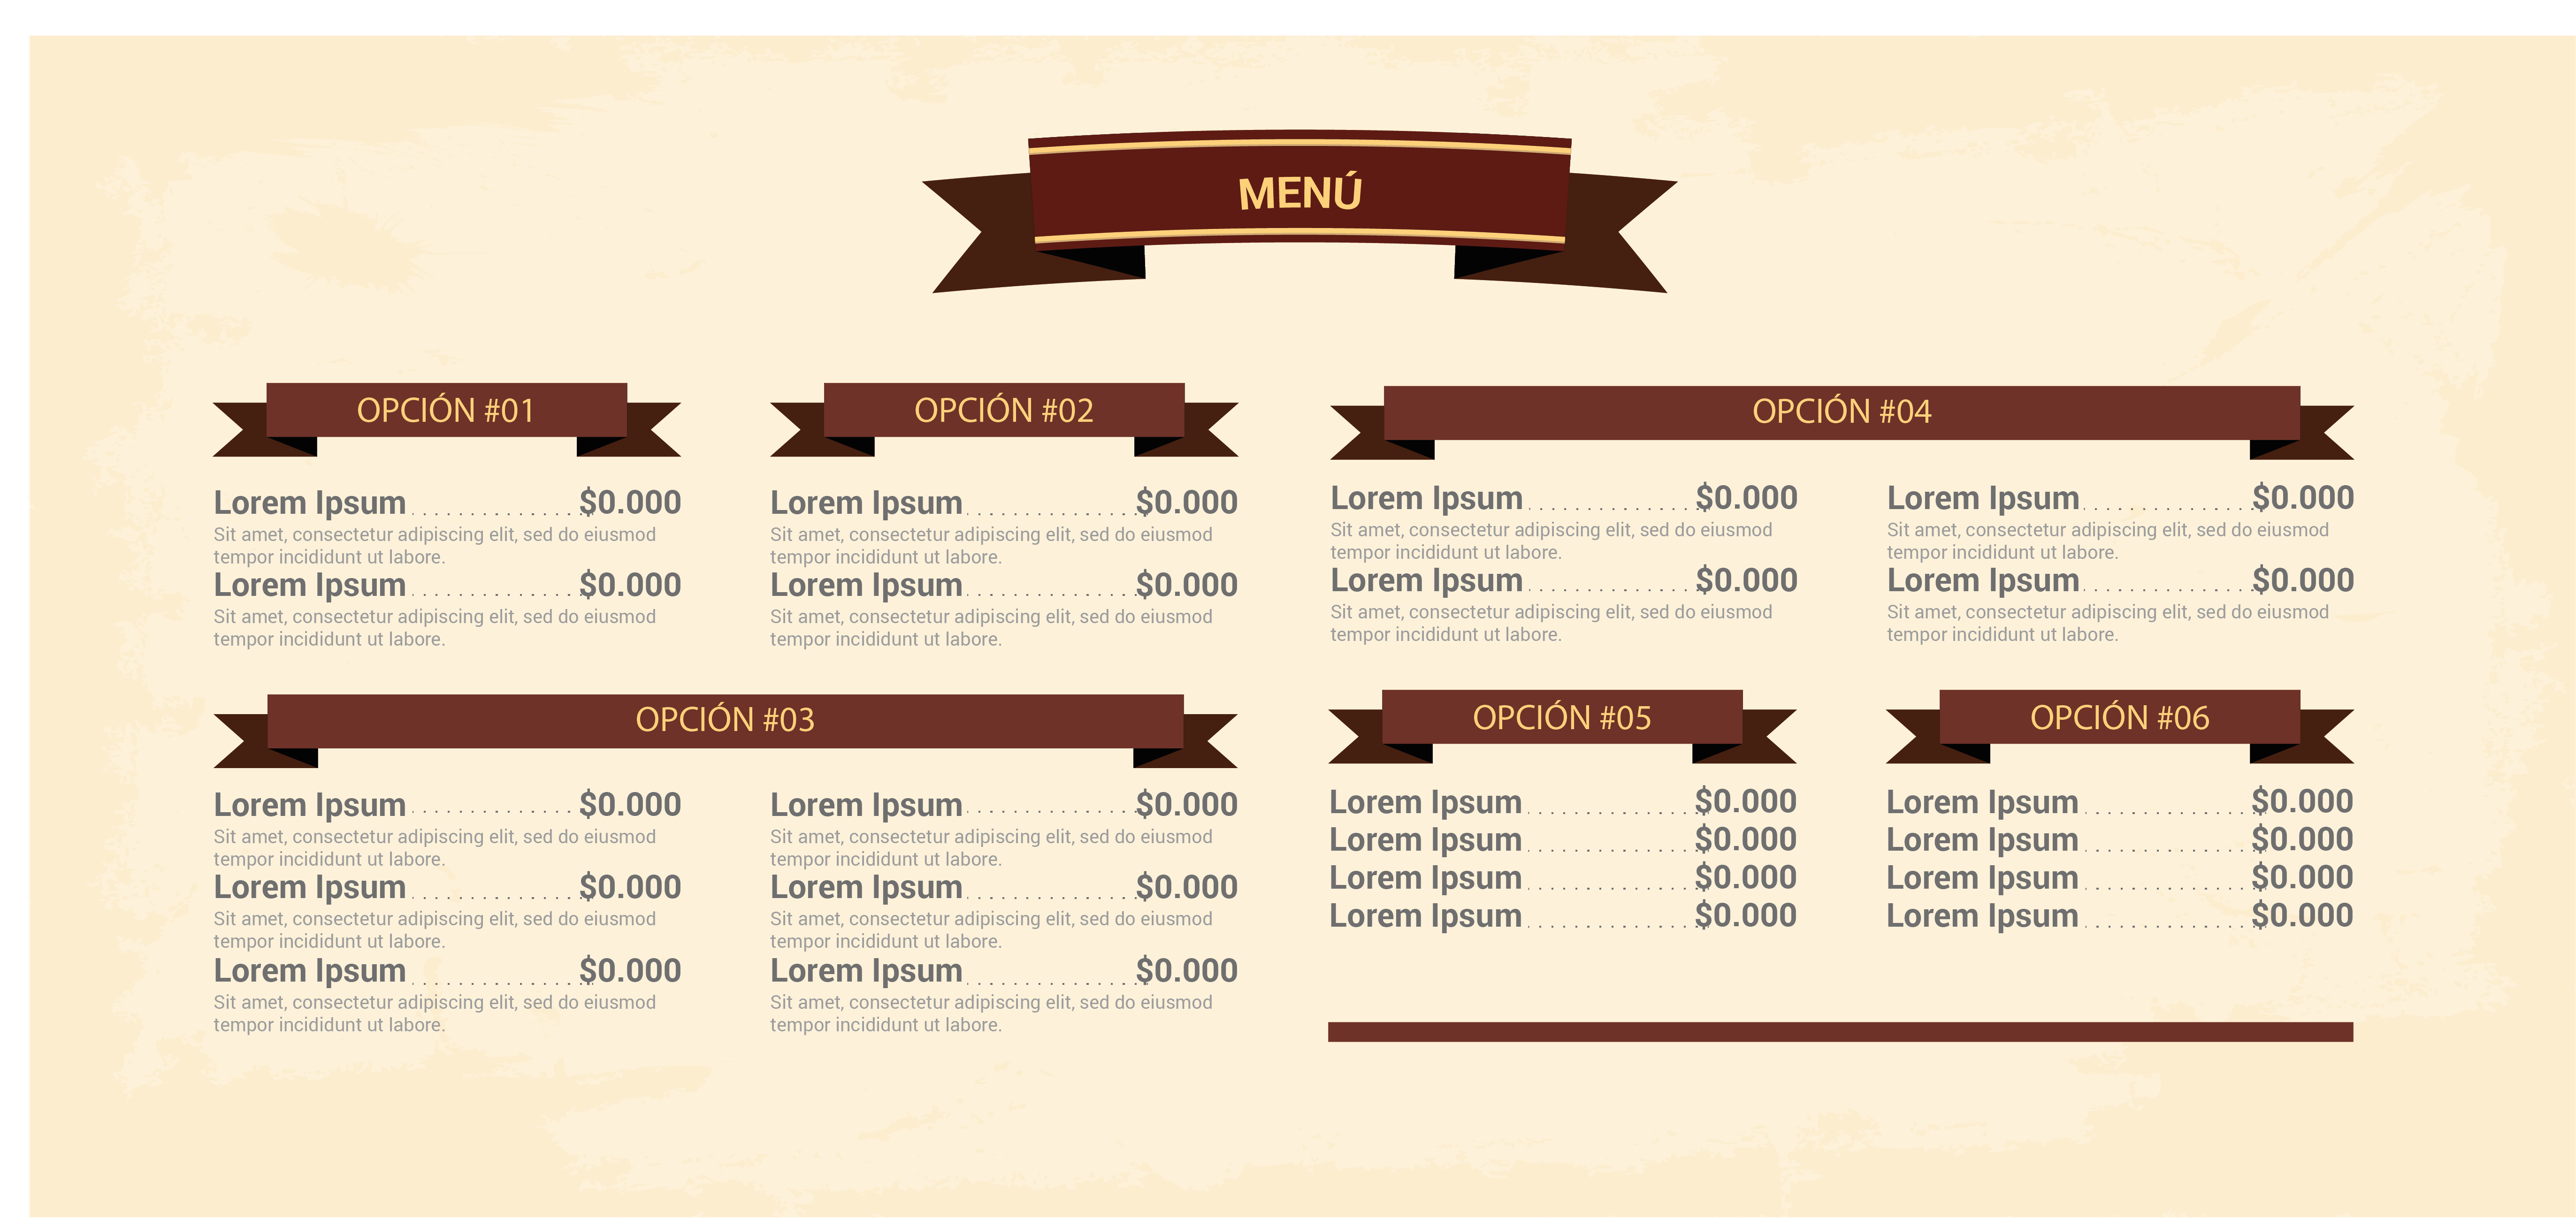 MENÚ
OPCIÓN #01
Lorem Ipsum . . . . . . . . . . . . . . . $0.000
Sit amet, consectetur adipiscing elit, sed do eiusmod
tempor incididunt ut labore.
Lorem Ipsum . . . . . . . . . . . . . . . $0.000
Sit amet, consectetur adipiscing elit, sed do eiusmod
tempor incididunt ut labore.
OPCIÓN #02
Lorem Ipsum . . . . . . . . . . . . . . . $0.000
Sit amet, consectetur adipiscing elit, sed do eiusmod
tempor incididunt ut labore.
Lorem Ipsum . . . . . . . . . . . . . . . $0.000
Sit amet, consectetur adipiscing elit, sed do eiusmod
tempor incididunt ut labore.
OPCIÓN #03
Lorem Ipsum . . . . . . . . . . . . . . $0.000
Sit amet, consectetur adipiscing elit, sed do eiusmod
tempor incididunt ut labore.
Lorem Ipsum . . . . . . . . . . . . . . . $0.000
Sit amet, consectetur adipiscing elit, sed do eiusmod
tempor incididunt ut labore.
Lorem Ipsum . . . . . . . . . . . . . . . $0.000
Sit amet, consectetur adipiscing elit, sed do eiusmod
tempor incididunt ut labore.
Lorem Ipsum . . . . . . . . . . . . . . . $0.000
Sit amet, consectetur adipiscing elit, sed do eiusmod
tempor incididunt ut labore.
Lorem Ipsum . . . . . . . . . . . . . . . $0.000
Sit amet, consectetur adipiscing elit, sed do eiusmod
tempor incididunt ut labore.
Lorem Ipsum . . . . . . . . . . . . . . . $0.000
Sit amet, consectetur adipiscing elit, sed do eiusmod
tempor incididunt ut labore.
OPCIÓN #04
Lorem Ipsum . . . . . . . . . . . . . . . $0.000
Sit amet, consectetur adipiscing elit, sed do eiusmod
tempor incididunt ut labore.
Lorem Ipsum . . . . . . . . . . . . . . . $0.000
Sit amet, consectetur adipiscing elit, sed do eiusmod
tempor incididunt ut labore.
Lorem Ipsum . . . . . . . . . . . . . . . $0.000
Sit amet, consectetur adipiscing elit, sed do eiusmod
tempor incididunt ut labore.
Lorem Ipsum . . . . . . . . . . . . . . . $0.000
Sit amet, consectetur adipiscing elit, sed do eiusmod
tempor incididunt ut labore.
OPCIÓN #05
Lorem Ipsum . . . . . . . . . . . . . . . $0.000
Lorem Ipsum . . . . . . . . . . . . . . . $0.000
Lorem Ipsum . . . . . . . . . . . . . . . $0.000
Lorem Ipsum . . . . . . . . . . . . . . . $0.000
OPCIÓN #06
Lorem Ipsum . . . . . . . . . . . . . . . $0.000
Lorem Ipsum . . . . . . . . . . . . . . . $0.000
Lorem Ipsum . . . . . . . . . . . . . . . $0.000
Lorem Ipsum . . . . . . . . . . . . . . . $0.000